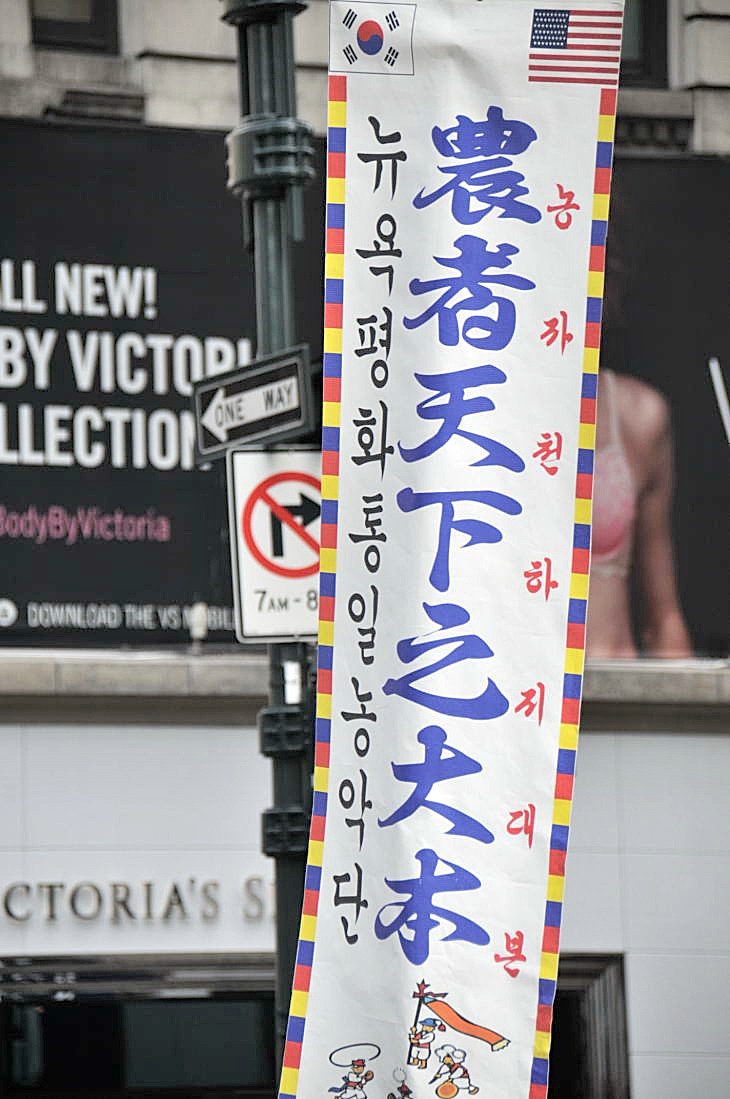 農者天下之大本
농자천하지대본
뉴욕평화통일농악단
ALL NEW!
BY VICTORI
LLECTION
BodyByVictoria
DOWNLOAD THE VS MOBIL
ONE WAY
7AM-8
CTORIA'S S